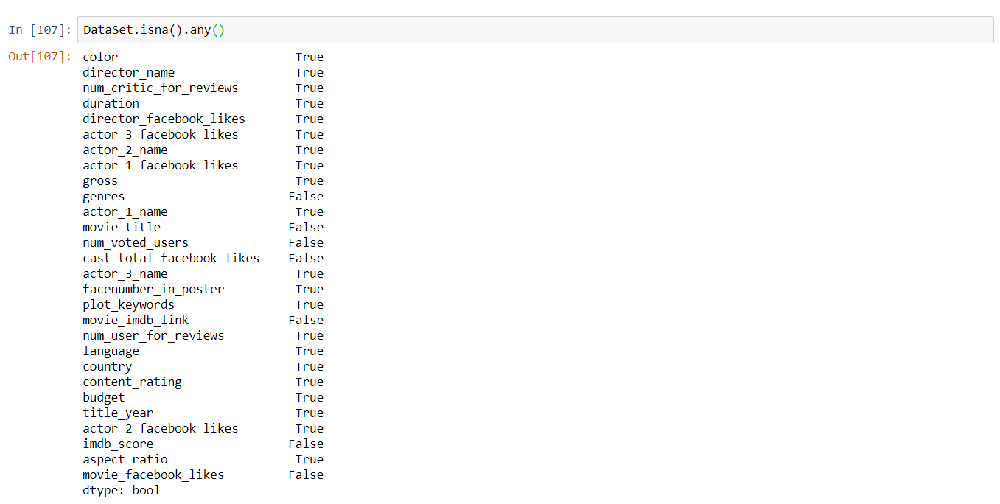 In [107]: DataSet.isna().any()
Out[107]: color True
director_name True
num_critic_for_reviews True
duration True
director_facebook_likes True
actor_3_facebook_likes True
actor_2_name True
actor_1_facebook_likes True
gross True
genres False
actor_1_name True
movie_title False
num_voted_users False
cast_total_facebook_likes False
actor_3_name True
facenumber_in_poster True
plot_keywords True
movie_imdb_link False
num_user_for_reviews True
language True
country True
content_rating True
budget True
title_year True
actor_2_facebook_likes True
imdb_score False
aspect_ratio True
movie_facebook_likes False
dtype: bool